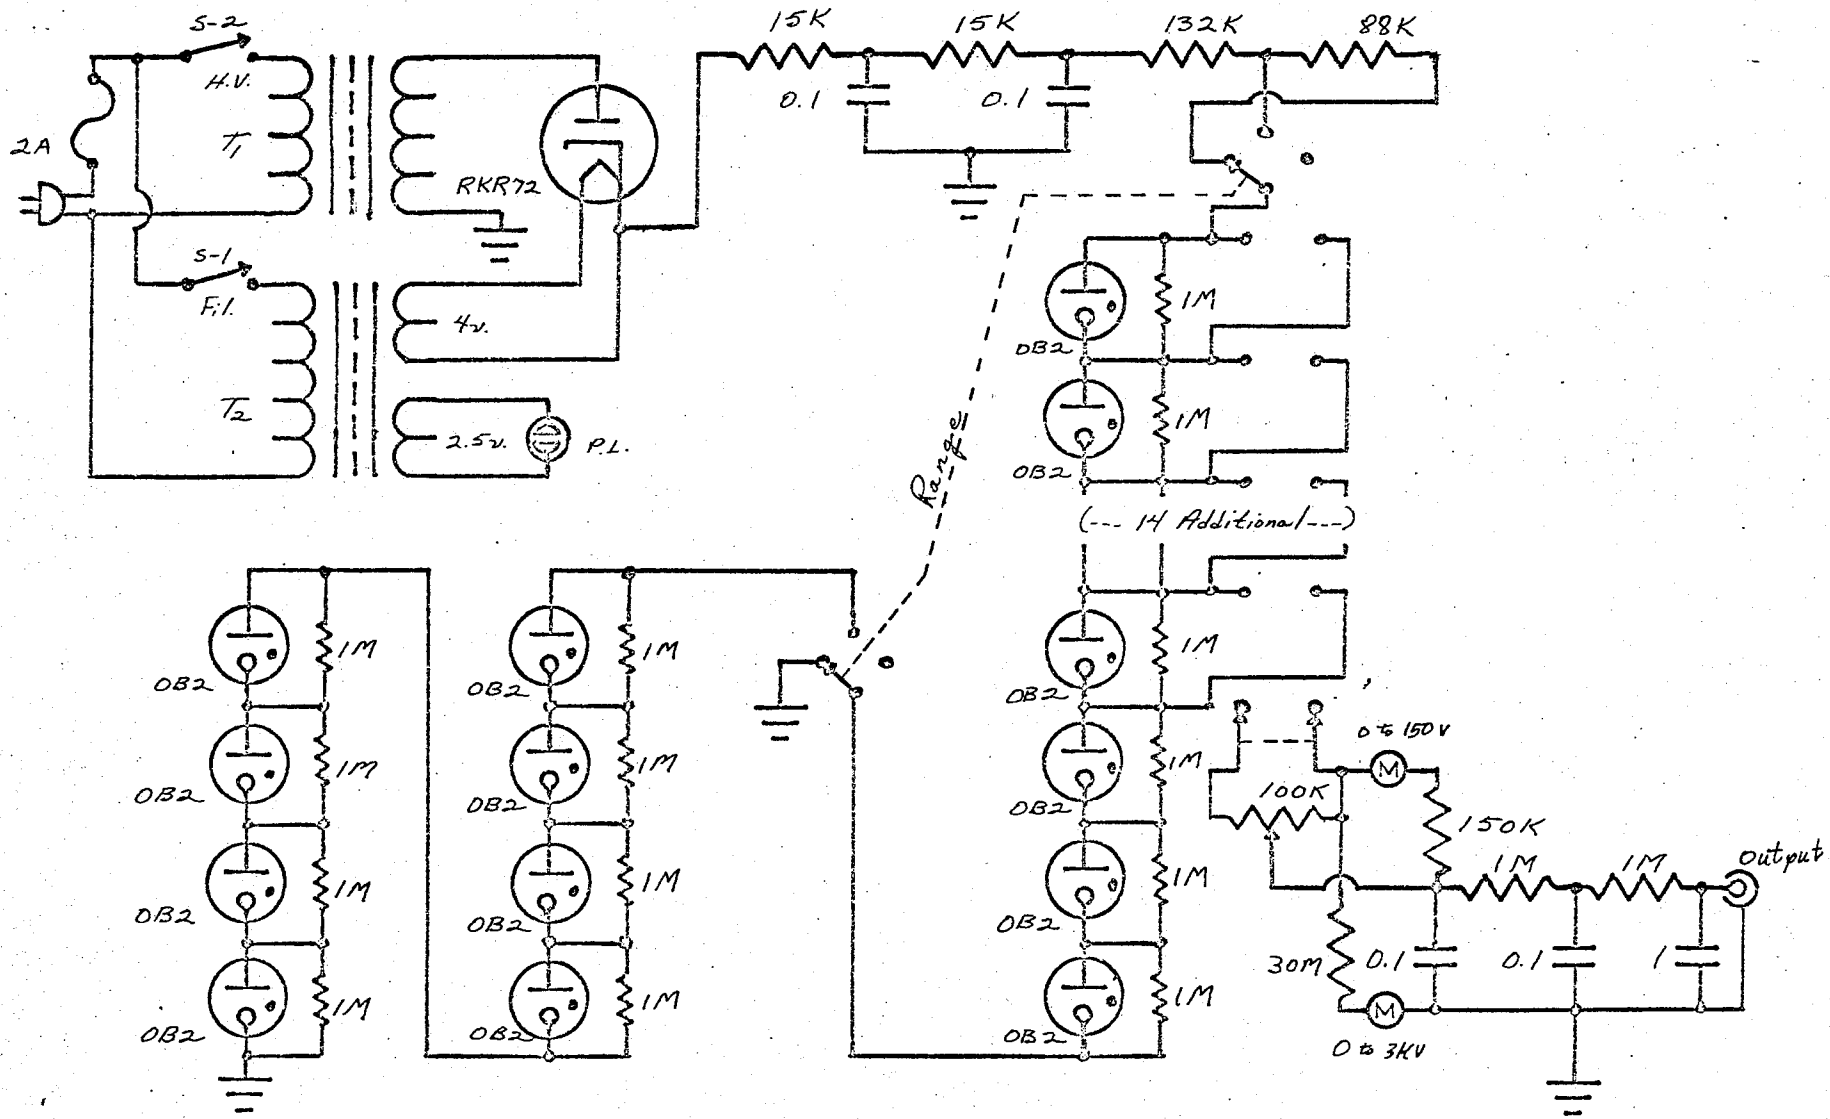 S-2
H.V.
2A
T1
RKR72
15K
15K
132K
88K
0.1
0.1
S-1
Fil.
4v.
T2
2.5v.
P.L.
Range
1M
OB2
1M
OB2
(--- 14 Additional ---)
1M
OB2
1M
OB2
1M
OB2
1M
OB2
1M
OB2
1M
OB2
1M
OB2
1M
OB2
1M
OB2
1M
OB2
1M
OB2
1M
OB2
0 to 150v
M
100K
150K
1M
1M
Output
30M
0.1
0.1
1
M
0 to 3KV